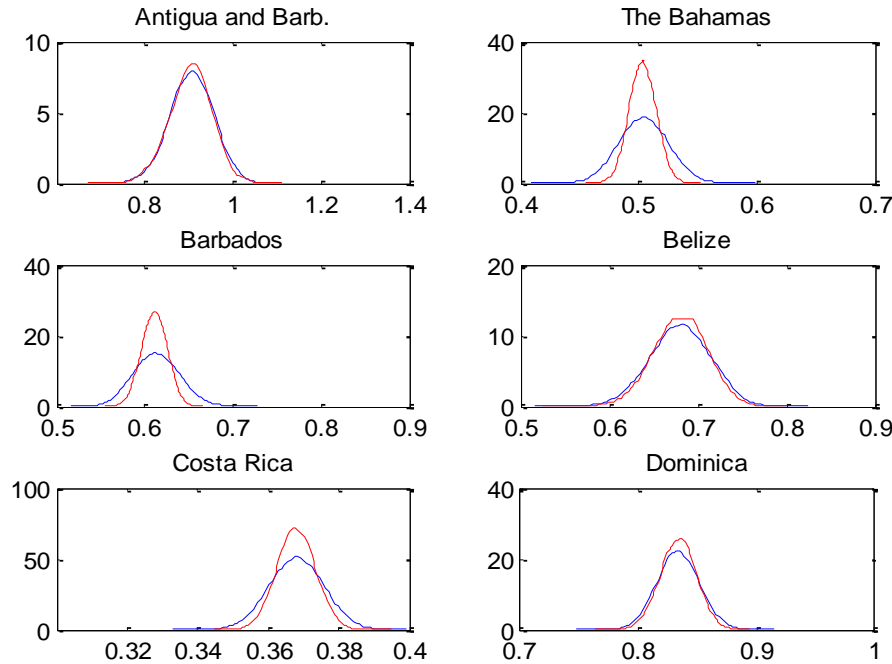 Antigua and Barb.
10
5
0
0.8 1 1.2 1.4
The Bahamas
40
20
0
0.4 0.5 0.6 0.7
Barbados
40
20
0
0.5 0.6 0.7 0.8 0.9
Belize
20
10
0
0.5 0.6 0.7 0.8 0.9
Costa Rica
100
50
0
0.32 0.34 0.36 0.38 0.4
Dominica
40
20
0
0.7 0.8 0.9 1